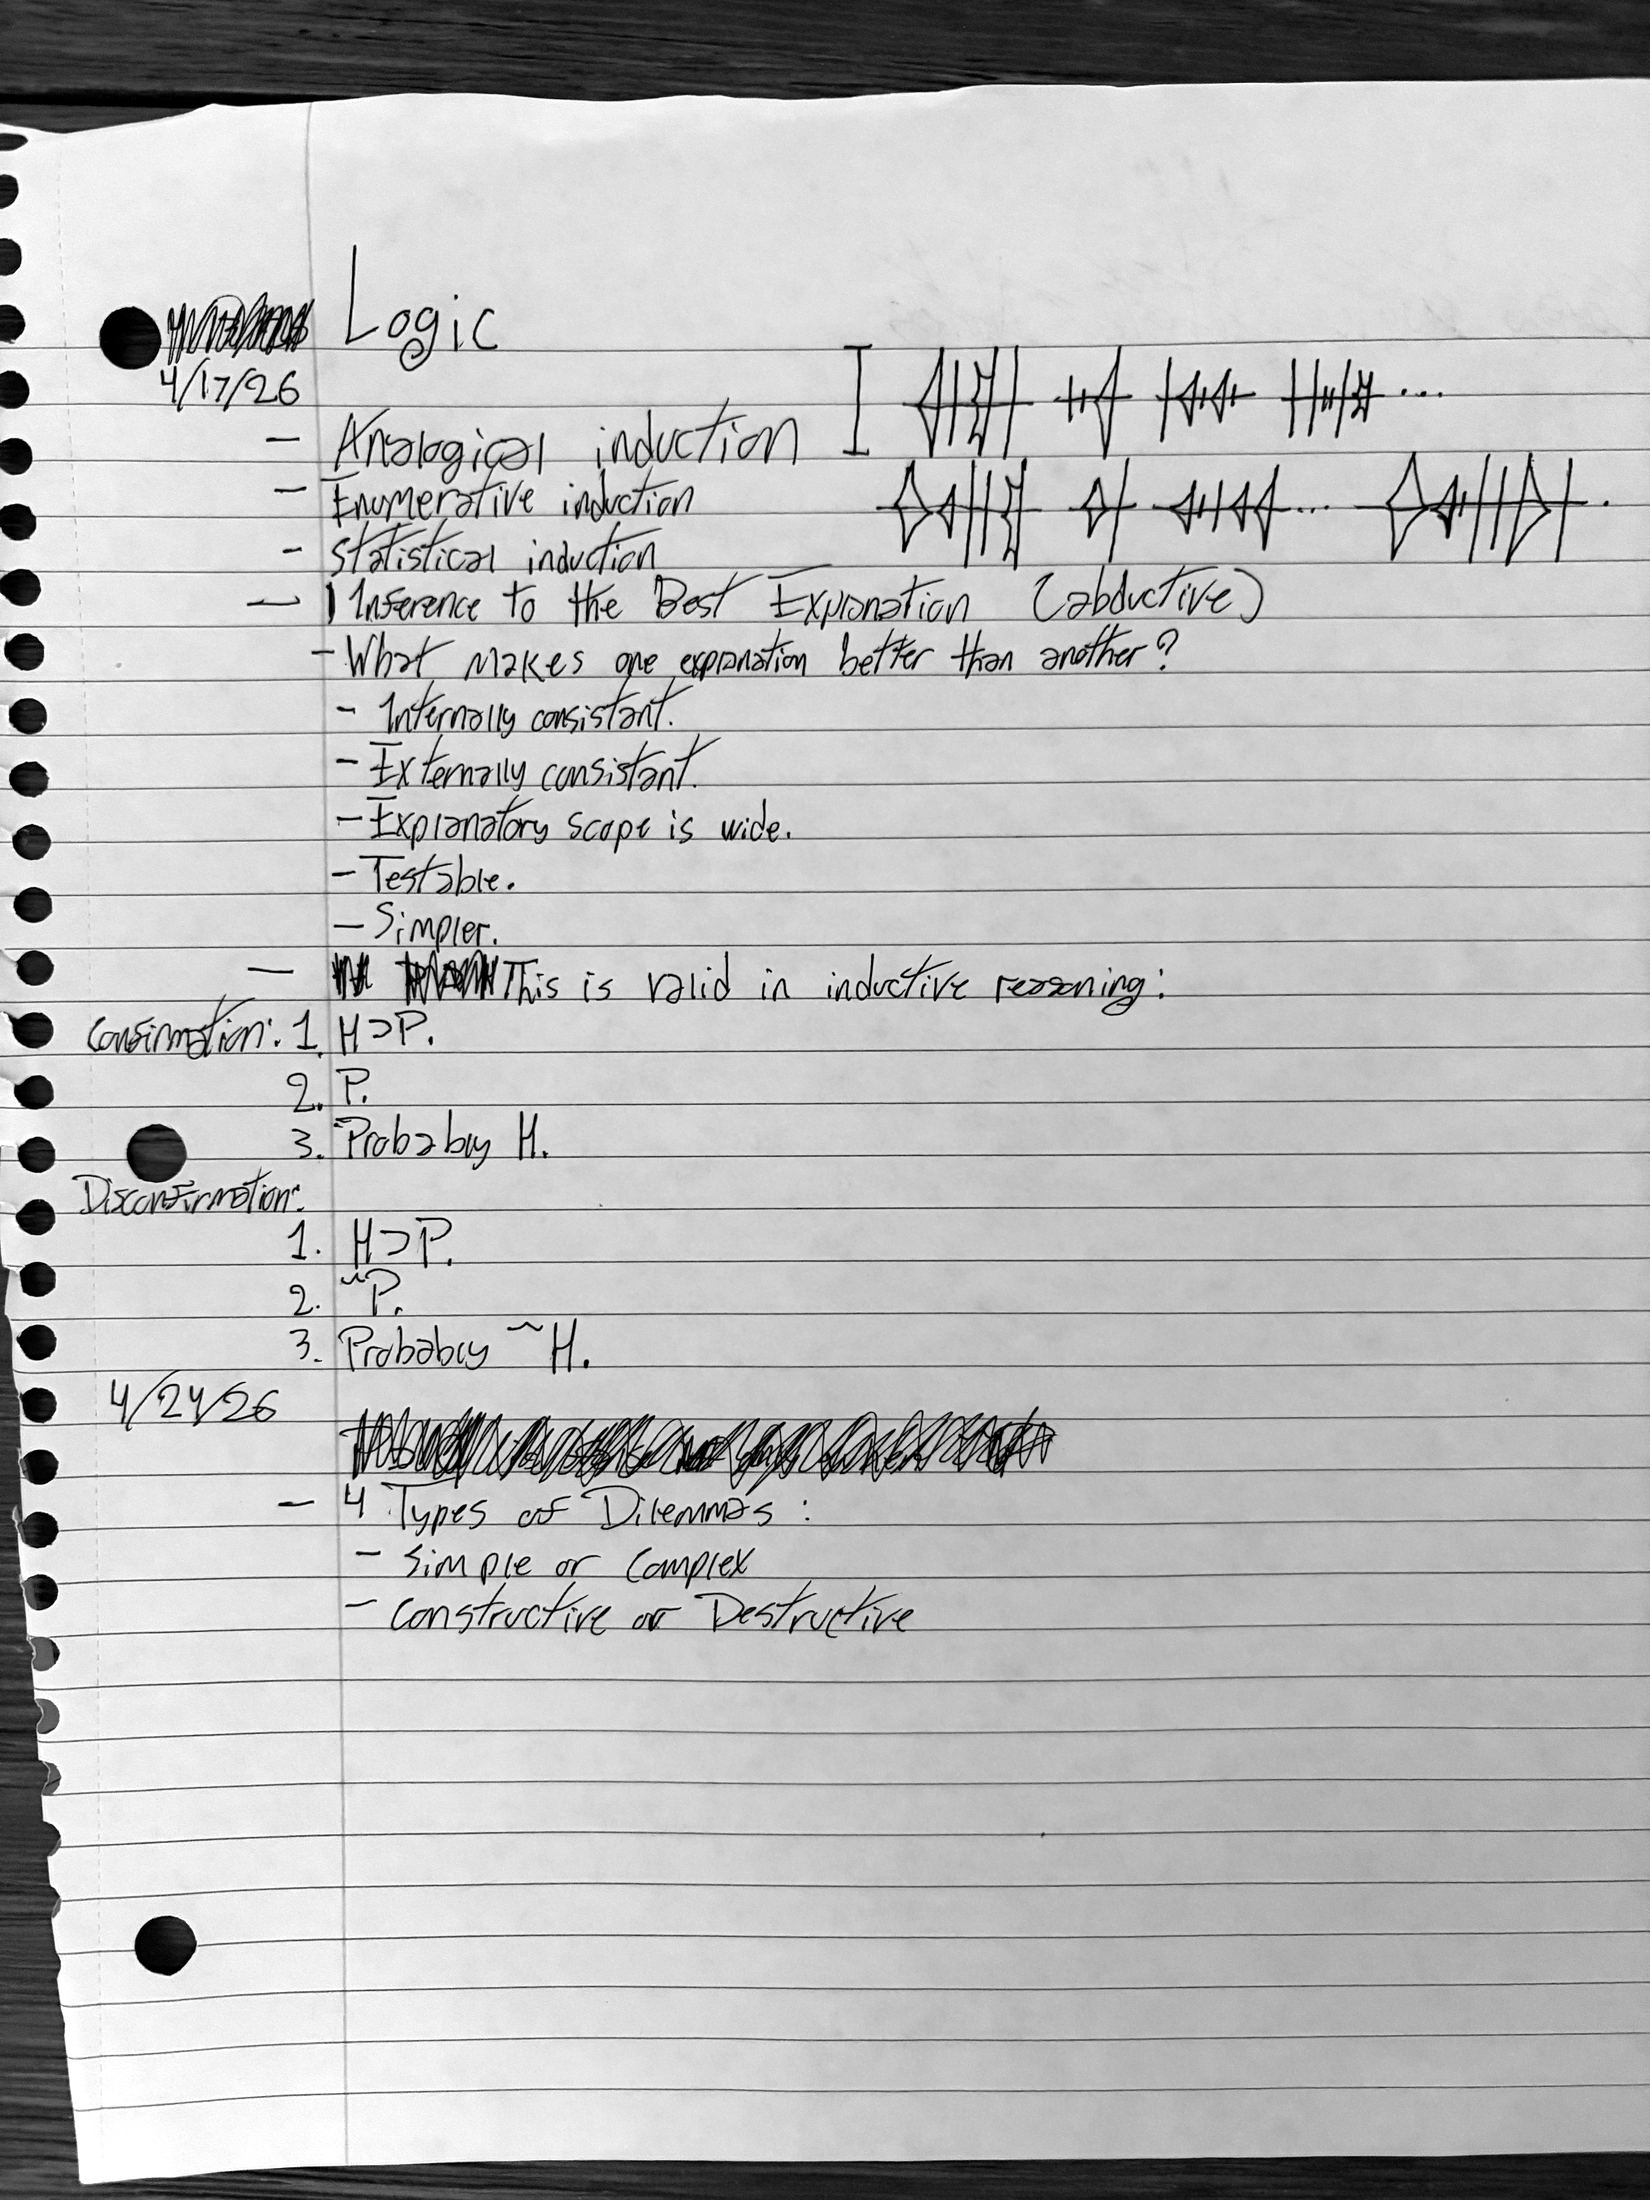 Logic
4/17/26
- Analogical induction
- Enumerative induction
- Statistical induction
- Inference to the Best Explanation (abductive)
- What makes one explanation better than another?
- Internally consistant.
- Externally consistant.
- Explanatory scope is wide.
- Testable.
- Simpler.
- This is valid in inductive reasoning:
Confirmation: 1. H⊃P.
2. P.
3. Probably H.
Disconfirmation:
1. H⊃P.
2. ~P.
3. Probably ~H.
4/24/26
- 4 Types of Dilemmas:
- Simple or Complex
- Constructive or Destructive